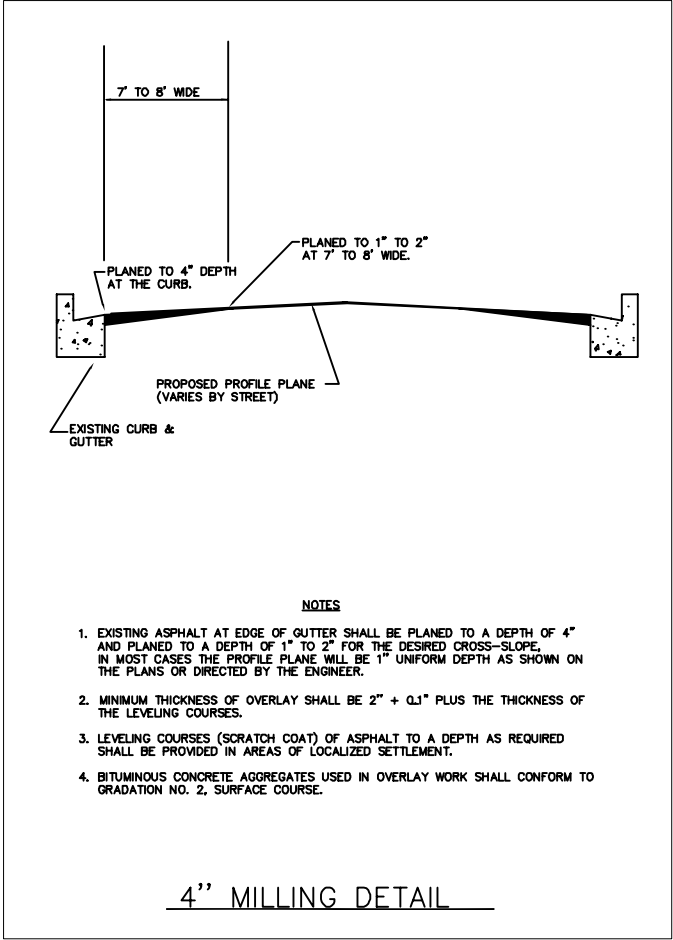 7' TO 8' WIDE
PLANED TO 1" TO 2"
AT 7' TO 8' WIDE.
PLANED TO 4" DEPTH
AT THE CURB.
PROPOSED PROFILE PLANE
(VARIES BY STREET)
EXISTING CURB &
GUTTER
NOTES
1. EXISTING ASPHALT AT EDGE OF GUTTER SHALL BE PLANED TO A DEPTH OF 4"
AND PLANED TO A DEPTH OF 1" TO 2" FOR THE DESIRED CROSS-SLOPE,
IN MOST CASES THE PROFILE PLANE WILL BE 1" UNIFORM DEPTH AS SHOWN ON
THE PLANS OR DIRECTED BY THE ENGINEER.
2. MINIMUM THICKNESS OF OVERLAY SHALL BE 2" + 0.1" PLUS THE THICKNESS OF
THE LEVELING COURSES.
3. LEVELING COURSES (SCRATCH COAT) OF ASPHALT TO A DEPTH AS REQUIRED
SHALL BE PROVIDED IN AREAS OF LOCALIZED SETTLEMENT.
4. BITUMINOUS CONCRETE AGGREGATES USED IN OVERLAY WORK SHALL CONFORM TO
GRADATION NO. 2, SURFACE COURSE.
4'' MILLING DETAIL